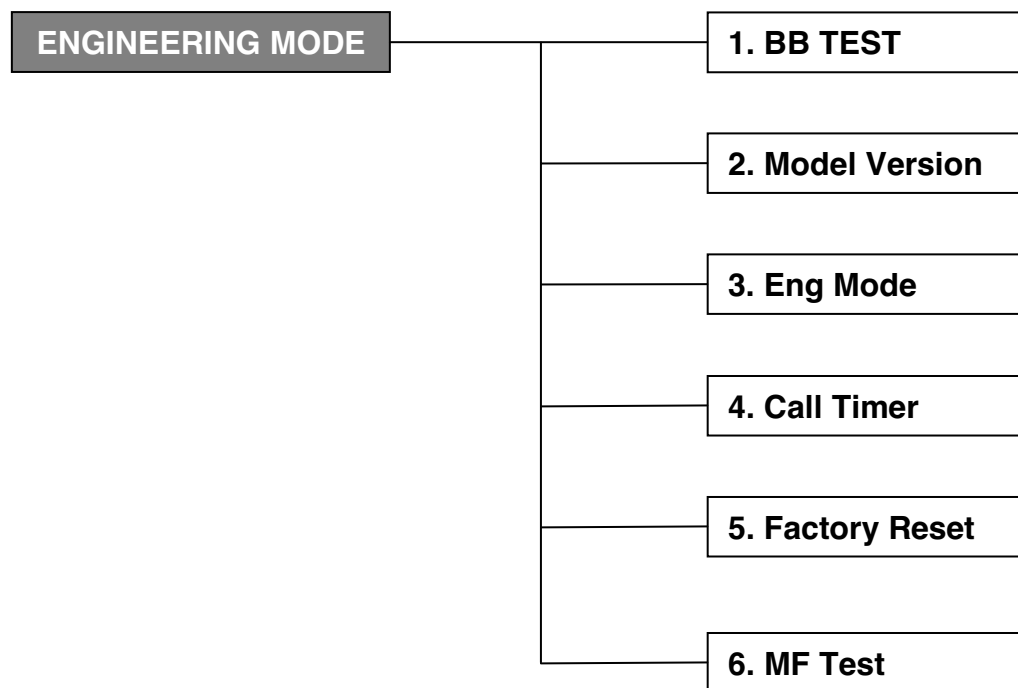 ENGINEERING MODE
1. BB TEST
2. Model Version
3. Eng Mode
4. Call Timer
5. Factory Reset
6. MF Test